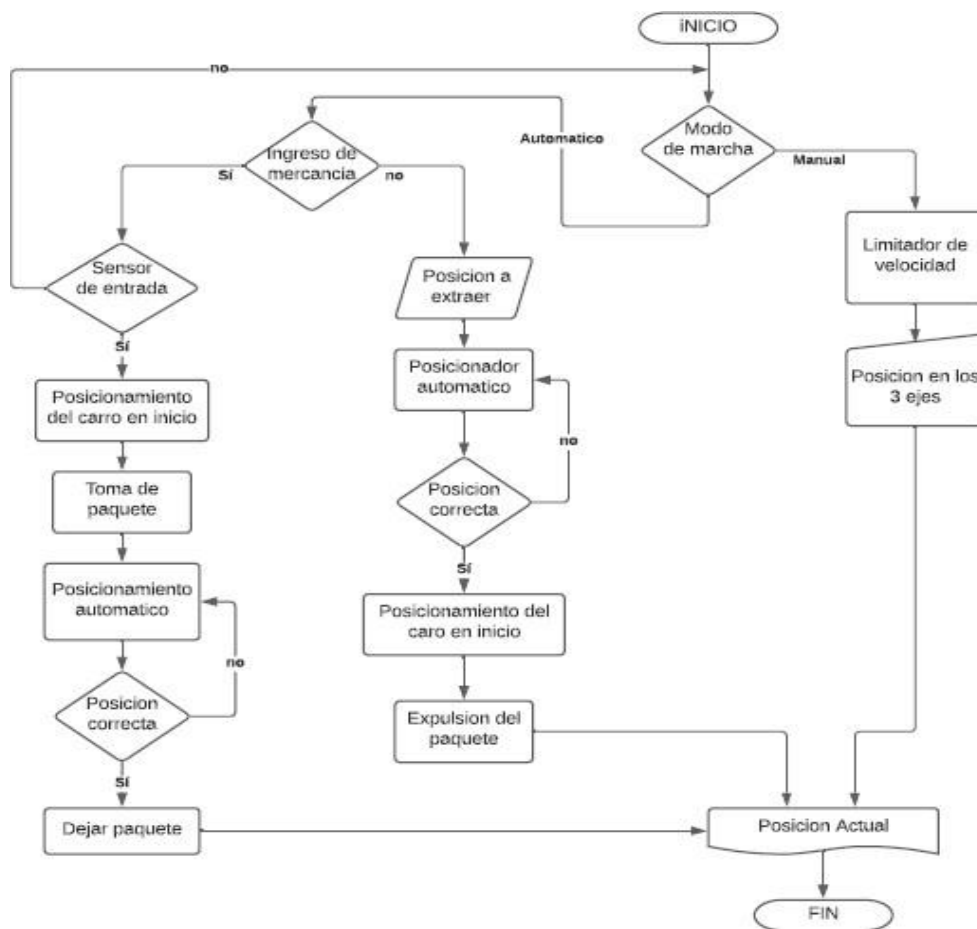 iNICIO
no
Modo
de marcha
Automatico
Manual
Ingreso de
mercancia
Sí
no
Limitador de
velocidad
Sensor
de entrada
Posicion a
extraer
Sí
Posicionador
automatico
Posicion en los
3 ejes
Posicionamiento
del carro en inicio
no
Toma de
paquete
Posicion
correcta
Sí
Posicionamiento
automatico
Posicionamiento del
caro en inicio
no
Posicion
correcta
Expulsion del
paquete
Sí
Dejar paquete
Posicion Actual
FIN